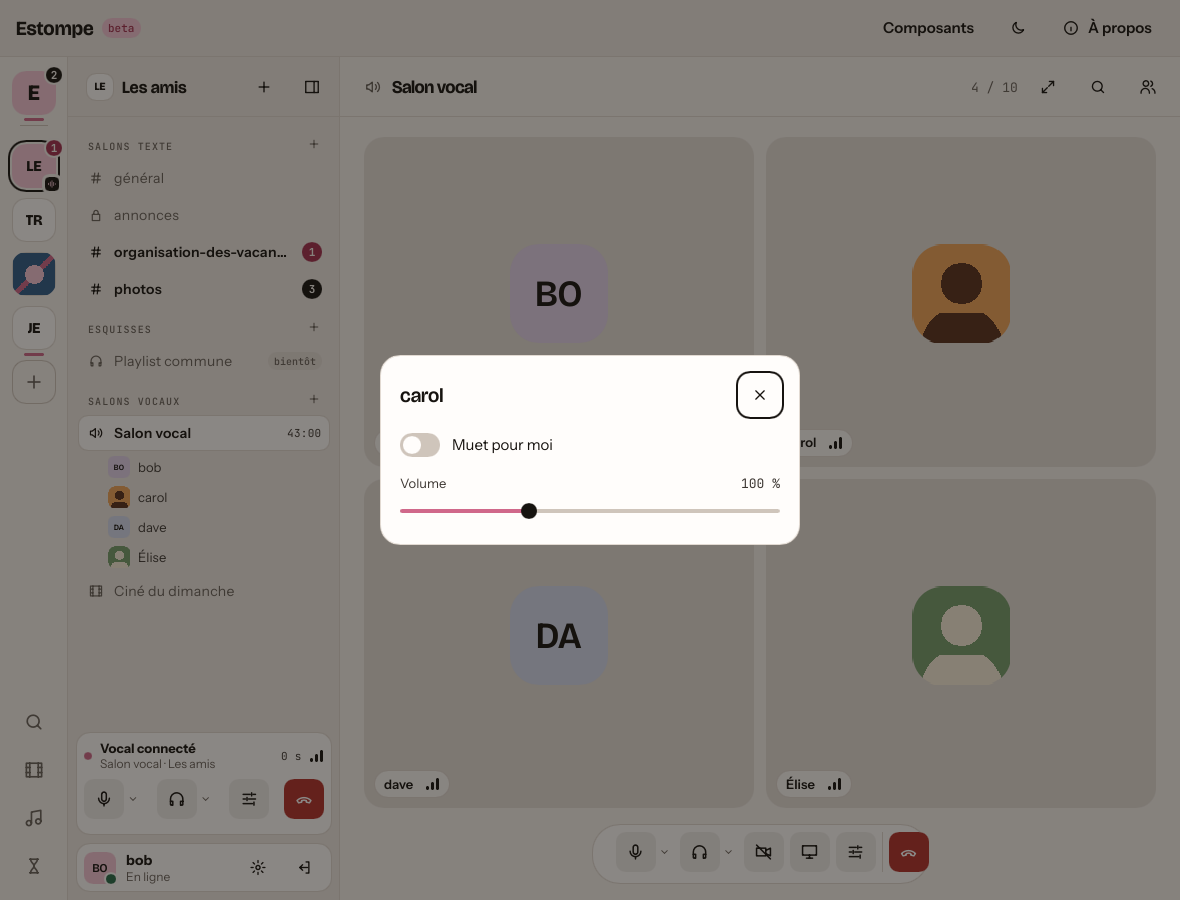 Estompe beta
Composants
À propos
E
2
LE
1
TR
JE
LE Les amis
SALONS TEXTE
général
annonces
organisation-des-vacan... 1
photos 3
ESQUISSES
Playlist commune bientôt
SALONS VOCAUX
Salon vocal 43:00
BO bob
carol
DA dave
Élise
Ciné du dimanche
Vocal connecté
Salon vocal · Les amis
0 s
BO bob
En ligne
Salon vocal
4 / 10
BO
carol
Muet pour moi
Volume 100 %
rol
DA
dave
Élise